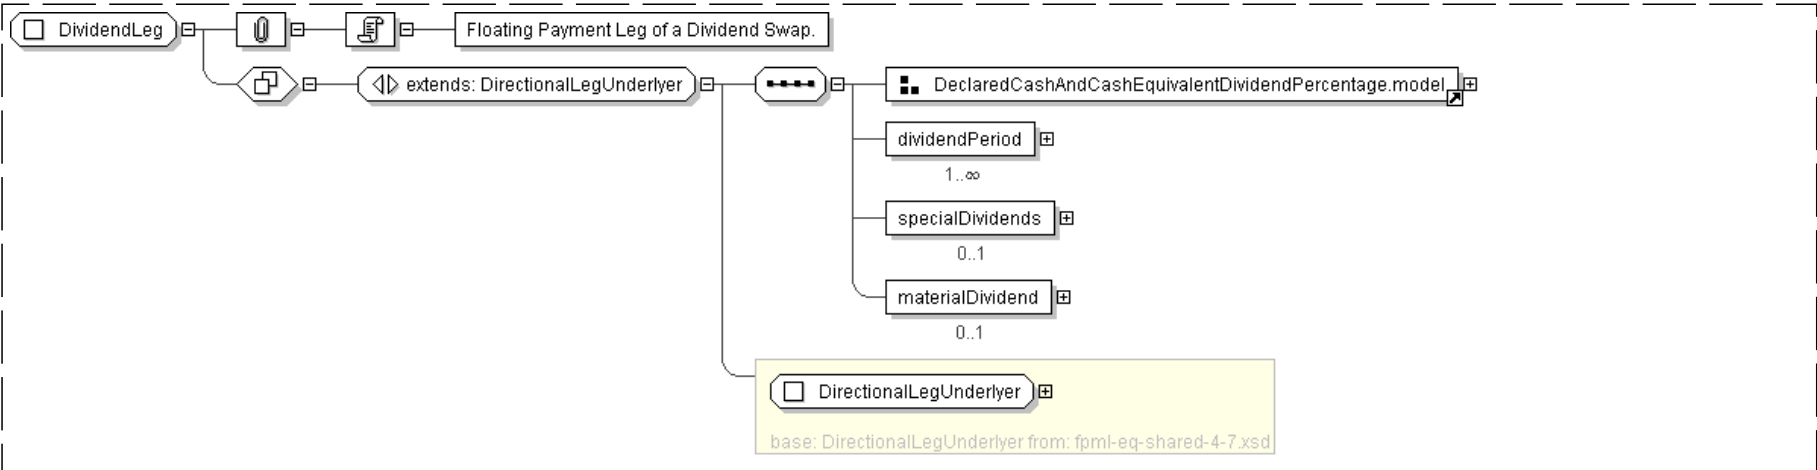 DividendLeg
Floating Payment Leg of a Dividend Swap.
extends: DirectionalLegUnderlyer
DeclaredCashAndCashEquivalentDividendPercentage.model
dividendPeriod
1..∞
specialDividends
0..1
materialDividend
0..1
DirectionalLegUnderlyer
base: DirectionalLegUnderlyer from: fpml-eq-shared-4-7.xsd